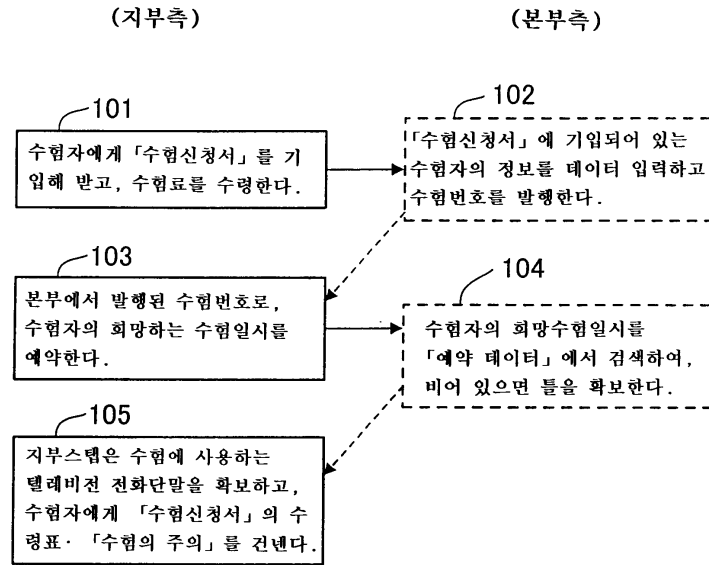 (지부측)
(본부측)
101
수험자에게「수험신청서」를 기
입해 받고, 수험료를 수령한다.
102
「수험신청서」에 기입되어 있는
수험자의 정보를 데이터 입력하고
수험번호를 발행한다.
103
본부에서 발행된 수험번호로,
수험자의 희망하는 수험일시를
예약한다.
104
수험자의 희망수험일시를
「예약 데이터」에서 검색하여,
비어 있으면 틀을 확보한다.
105
지부스텝은 수험에 사용하는
텔레비전 전화단말을 확보하고,
수험자에게 「수험신청서」의 수
령표· 「수험의 주의」를 건넨다.